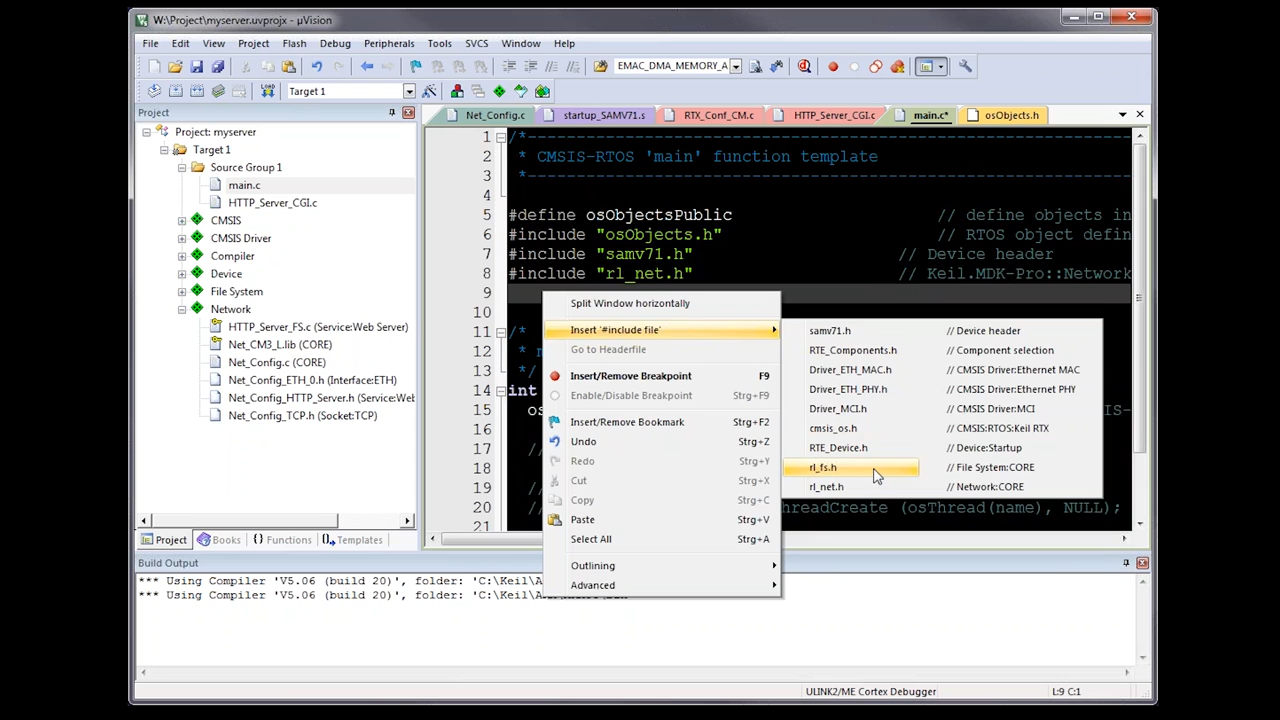 W:\Project\myserver.uvprojx - µVision
File Edit View Project Flash Debug Peripherals Tools SVCS Window Help
EMAC_DMA_MEMORY_A
LOAD Target 1
Project
Project: myserver
Target 1
Source Group 1
main.c
HTTP_Server_CGI.c
CMSIS
CMSIS Driver
Compiler
Device
File System
Network
HTTP_Server_FS.c (Service:Web Server)
Net_CM3_L.lib (CORE)
Net_Config.c (CORE)
Net_Config_ETH_0.h (Interface:ETH)
Net_Config_HTTP_Server.h (Service:We
Net_Config_TCP.h (Socket:TCP)
Project Books {} Functions Templates
Net_Config.c startup_SAMV71.s RTX_Conf_CM.c HTTP_Server_CGI.c main.c* osObjects.h
1 /*----------------------------------------------------------------
2 * CMSIS-RTOS 'main' function template
3 *----------------------------------------------------------------
4
5 #define osObjectsPublic // define objects in
6 #include "osObjects.h" // RTOS object defin
7 #include "samv71.h" // Device header
8 #include "rl_net.h" // Keil.MDK-Pro::Network
9
10
11 /*
12 * m
13 */
14 int
15 os MSIS-
16
17 //
18
19 //
20 // hreadCreate (osThread(name), NULL);
21
Split Window horizontally
Insert '#include file'
Go to Headerfile
Insert/Remove Breakpoint F9
Enable/Disable Breakpoint Strg+F9
Insert/Remove Bookmark Strg+F2
Undo Strg+Z
Redo Strg+Y
Cut Strg+X
Copy Strg+C
Paste Strg+V
Select All Strg+A
Outlining
Advanced
samv71.h // Device header
RTE_Components.h // Component selection
Driver_ETH_MAC.h // CMSIS Driver:Ethernet MAC
Driver_ETH_PHY.h // CMSIS Driver:Ethernet PHY
Driver_MCI.h // CMSIS Driver:MCI
cmsis_os.h // CMSIS:RTOS:Keil RTX
RTE_Device.h // Device:Startup
rl_fs.h // File System:CORE
rl_net.h // Network:CORE
Build Output
*** Using Compiler 'V5.06 (build 20)', folder: 'C:\Keil\A
*** Using Compiler 'V5.06 (build 20)', folder: 'C:\Keil\A
ULINK2/ME Cortex Debugger L:9 C:1